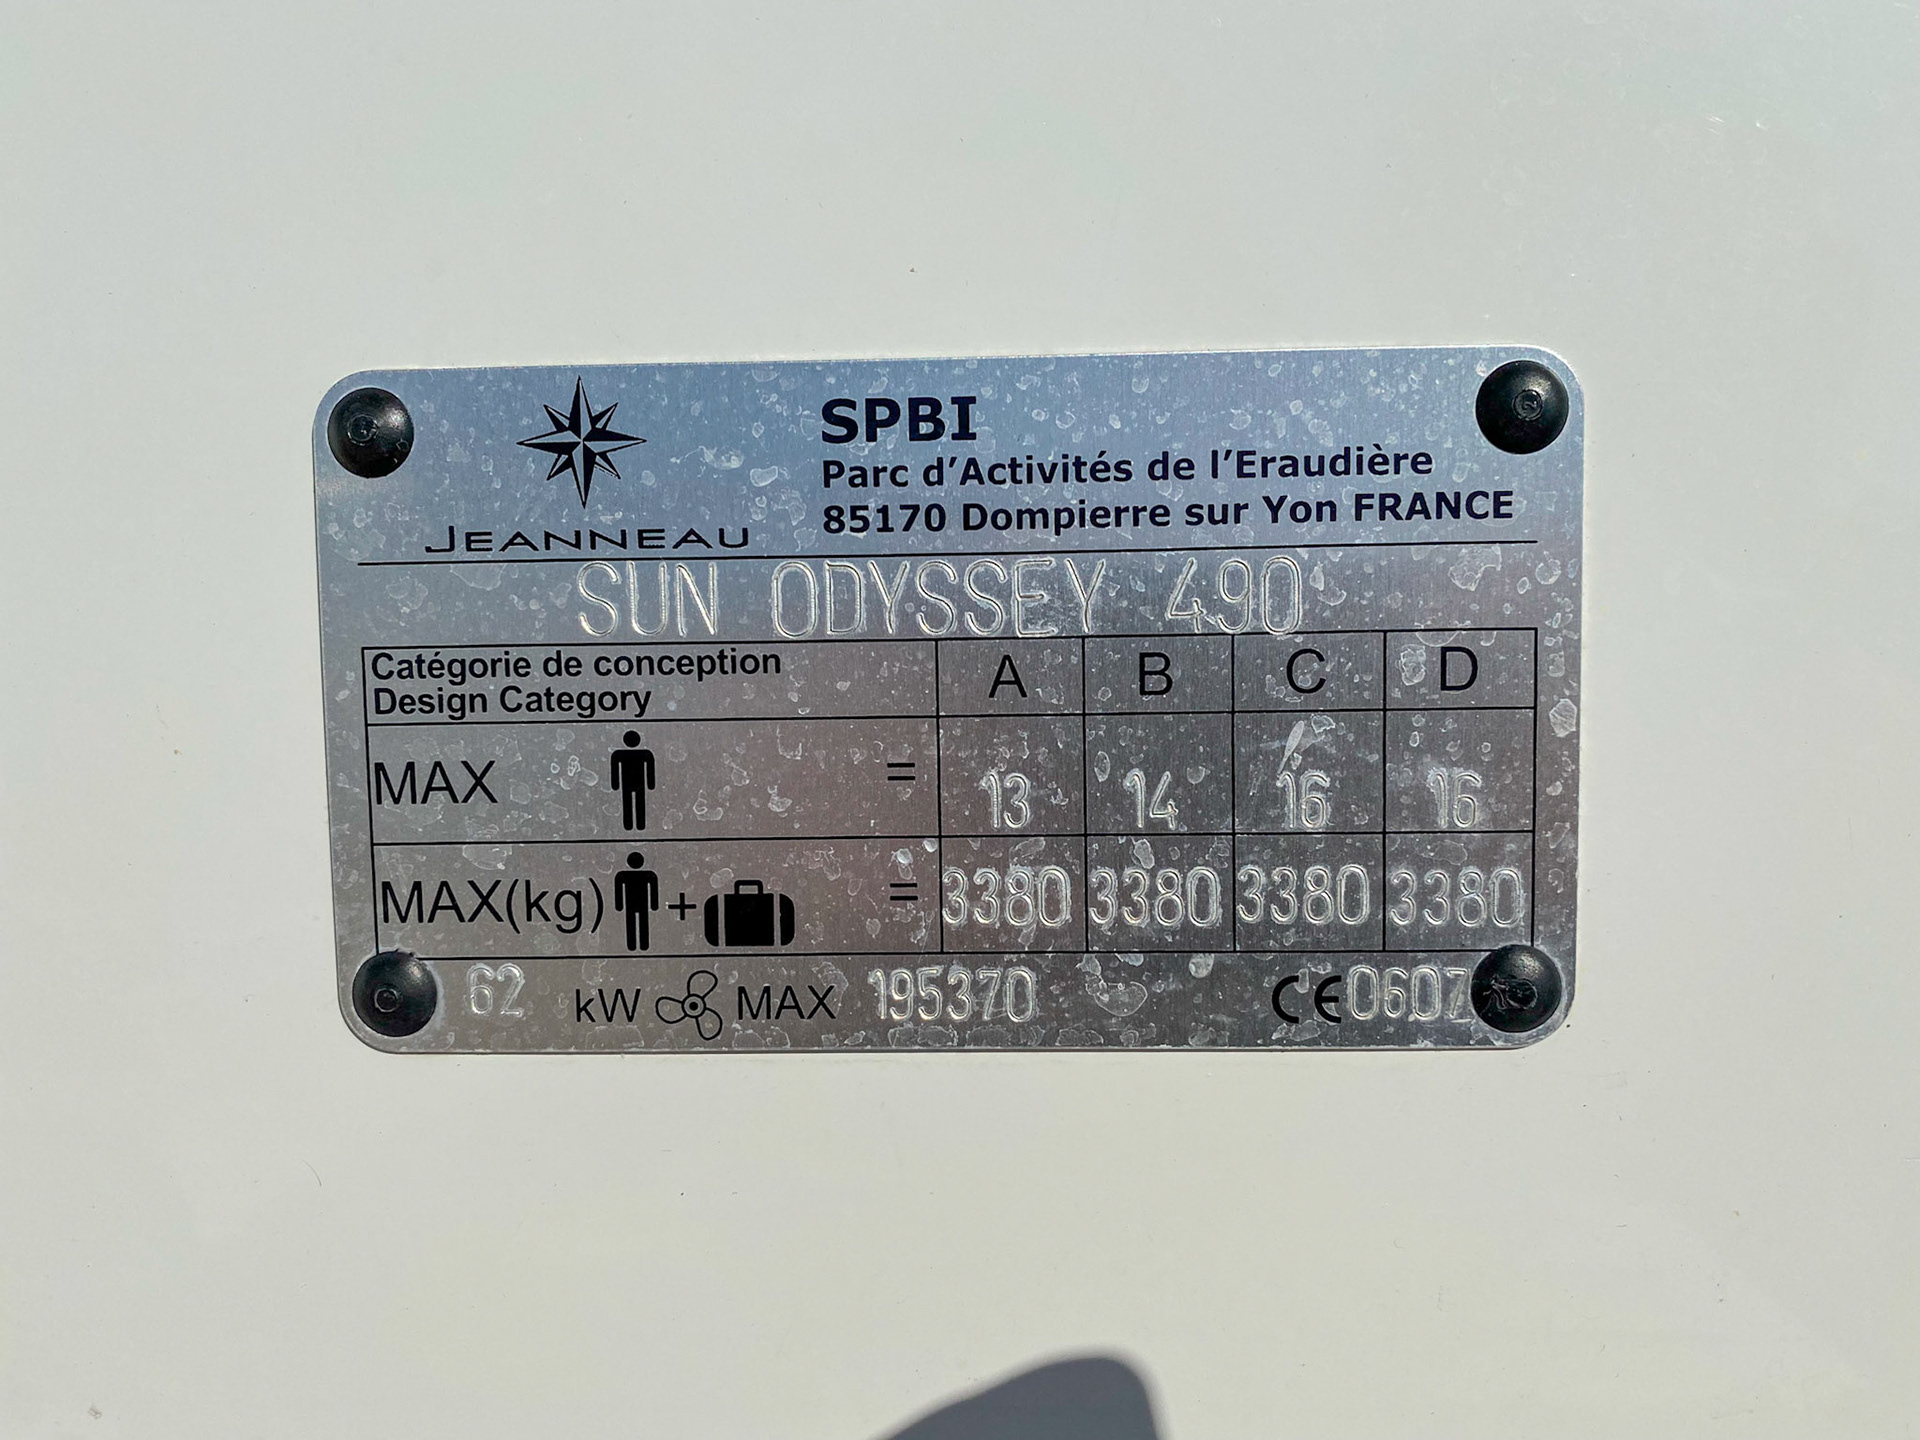 JEANNEAU
SPBI
Parc d'Activités de l'Eraudière
85170 Dompierre sur Yon FRANCE
SUN ODYSSEY 490
Catégorie de conception
Design Category
A B C D
MAX = 13 14 16 16
MAX(kg) + = 3380 3380 3380 3380
62 kW MAX 195370 CE0607